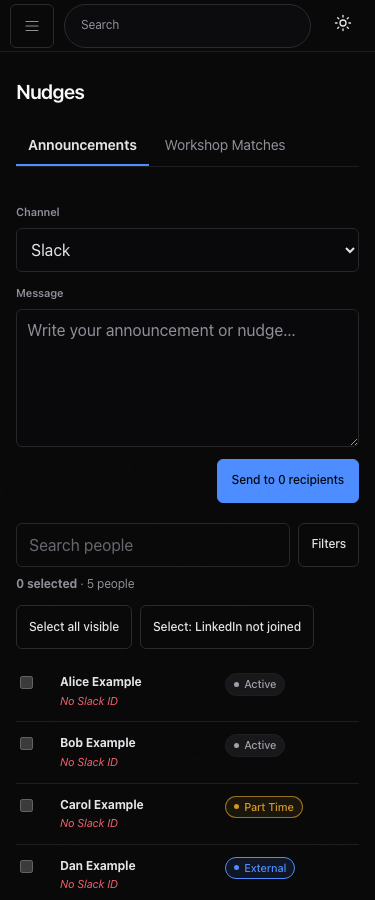 Search
Nudges
Announcements
Workshop Matches
Channel
Slack
Message
Write your announcement or nudge...
Send to 0 recipients
Search people
Filters
0 selected · 5 people
Select all visible
Select: LinkedIn not joined
Alice Example
Active
No Slack ID
Bob Example
Active
No Slack ID
Carol Example
Part Time
No Slack ID
Dan Example
External
No Slack ID